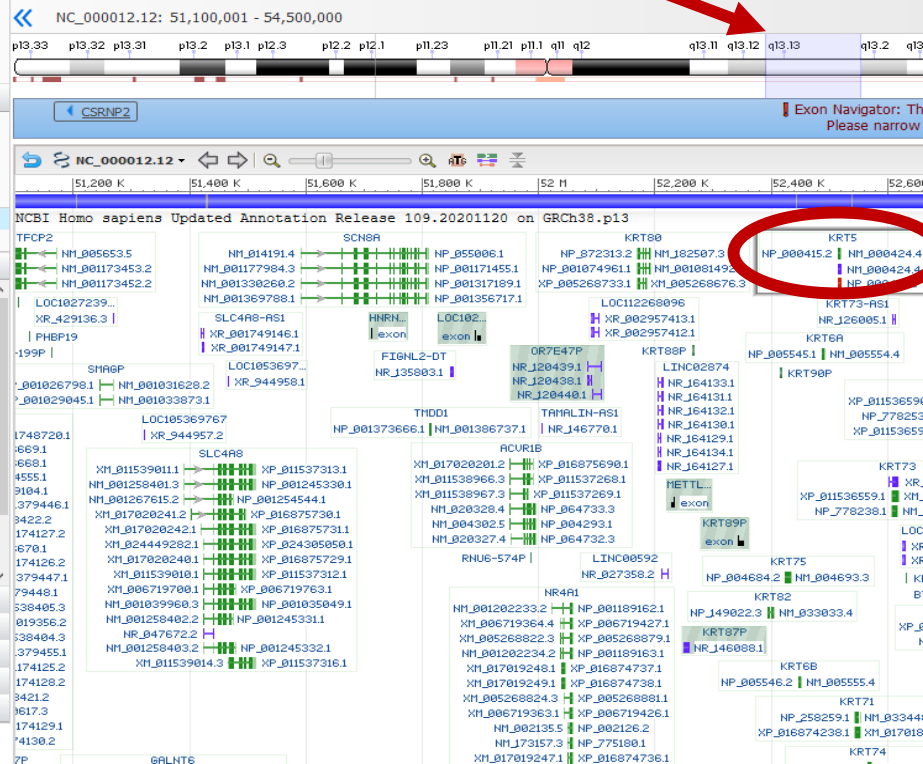 NC_000012.12: 51,100,001 - 54,500,000
p13.33 p13.32 p13.31 p13.2 p13.1 p12.3 p12.2 p12.1 p11.23 p11.21 p11.1 q11 q12 q13.11 q13.12 q13.13 q13.2
CSRNP2
Exon Navigator:
Please narrow
NC_000012.12
51,200 K 51,400 K 51,600 K 51,800 K 52 M 52,200 K 52,400 K
NCBI Homo sapiens Updated Annotation Release 109.20201120 on GRCh38.p13
TFCP2 SCN8A KRT80 KRT5
NM_005653.5 NM_014191.4 NP_055006.1 NP_872313.2 NM_182507.3 NP_000415.2 NM_000424.4
NM_001173453.2 NM_001177984.3 NP_001171455.1 NP_001074961.1 NM_000424.4
NM_001173452.2 NM_001330260.2 NP_001317189.1 XP_005268733.1 XM_005268676.3
LOC1027239... NM_001369788.1 NP_001356717.1 LOC112268096 KRT73-AS1
XR_429136.3 SLC4A8-AS1 HNRN... LOC102... XR_002957413.1 NR_126005.1
PHBP19 XR_001749146.1 exon exon XR_002957412.1 KRT6A
XR_001749147.1 FIGNL2-DT OR7E47P KRT88P NP_005545.1 NM_005554.4
SMAGP LOC1053697... NR_135803.1 NR_120439.1 LINC02874 KRT90P
NM_001031628.2 XR_944958.1 NR_120438.1 NR_164133.1
NM_001033873.1 NR_120440.1 NR_164131.1
LOC105369767 TMDD1 TAMALIN-AS1 NR_164132.1
XR_944957.2 NP_001373666.1 NM_001386737.1 NR_146770.1 NR_164130.1
SLC4A8 ACVR1B NR_164129.1
XM_011539011.1 XP_011537313.1 XM_017020201.2 XP_016875690.1 NR_164134.1
NM_001258401.3 NP_001245330.1 XM_011538966.3 XP_011537268.1 NR_164127.1 KRT73
NM_001267615.2 NP_001244544.1 XM_011538967.3 XP_011537269.1 METTL... XP_011536559.1
XM_017020241.2 XP_016875730.1 NM_020328.4 NP_064733.3 exon NP_778238.1
XM_017020242.1 XP_016875731.1 NM_004302.5 NP_004293.1 KRT89P
XM_024449282.1 XP_024305050.1 NM_020327.4 NP_064732.3 exon
XM_017020240.1 XP_016875729.1 RNU6-574P LINC00592 KRT75
XM_011539010.1 XP_011537312.1 NR_027358.2 NP_004684.2 NM_004693.3
XM_006719700.1 XP_006719763.1 NR4A1 KRT82
NM_001039960.3 NP_001035049.1 NM_001202233.2 NP_001189162.1 NP_149022.3 NM_033033.4
NM_001258402.2 NP_001245331.1 XM_006719364.4 XP_006719427.1 KRT87P
NR_047672.2 XM_005268822.3 XP_005268879.1 NR_146088.1
NM_001258403.2 NP_001245332.1 NM_001202234.2 NP_001189163.1
XM_011539014.3 XP_011537316.1 XM_017019248.1 XP_016874737.1 KRT6B
XM_017019249.1 XP_016874738.1 NP_005546.2 NM_005555.4
XM_005268824.3 XP_005268881.1 KRT71
XM_006719363.1 XP_006719426.1 NP_258259.1
NM_002135.5 NP_002126.2 XP_016874238.1
NM_173157.3 NP_775180.1 KRT74
GALNT6 XM_017019247.1 XP_016874736.1